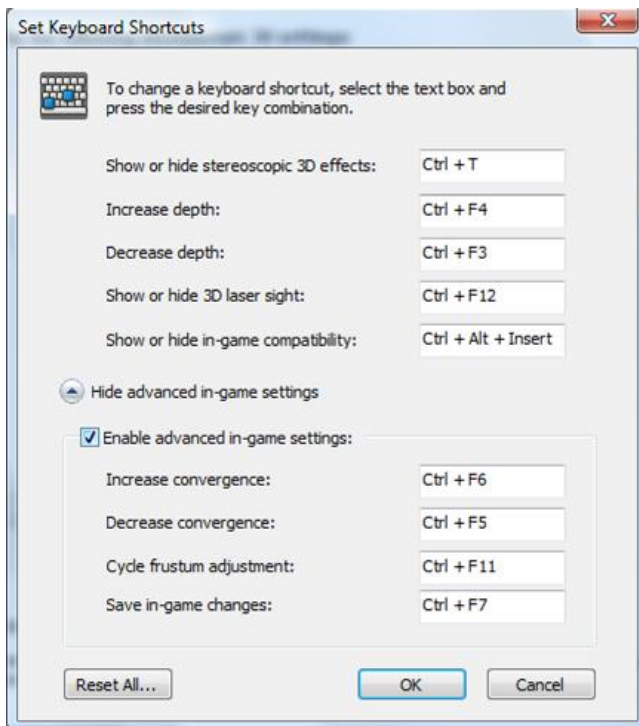 Set Keyboard Shortcuts
To change a keyboard shortcut, select the text box and
press the desired key combination.
Show or hide stereoscopic 3D effects: Ctrl + T
Increase depth: Ctrl + F4
Decrease depth: Ctrl + F3
Show or hide 3D laser sight: Ctrl + F12
Show or hide in-game compatibility: Ctrl + Alt + Insert
Hide advanced in-game settings
Enable advanced in-game settings:
Increase convergence: Ctrl + F6
Decrease convergence: Ctrl + F5
Cycle frustum adjustment: Ctrl + F11
Save in-game changes: Ctrl + F7
Reset All... OK Cancel